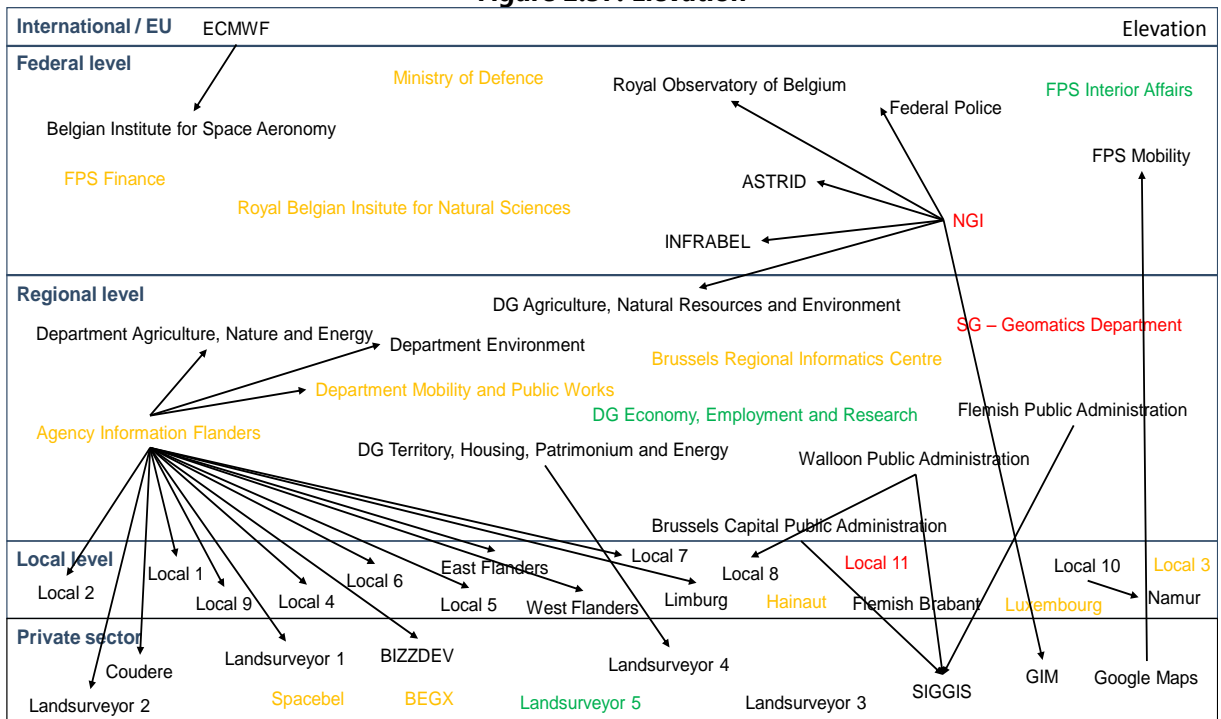 International / EU
ECMWF
Elevation
Federal level
Ministry of Defence
Royal Observatory of Belgium
FPS Interior Affairs
Federal Police
Belgian Institute for Space Aeronomy
FPS Mobility
FPS Finance
ASTRID
Royal Belgian Insitute for Natural Sciences
NGI
INFRABEL
Regional level
DG Agriculture, Natural Resources and Environment
SG – Geomatics Department
Department Agriculture, Nature and Energy
Department Environment
Brussels Regional Informatics Centre
Department Mobility and Public Works
DG Economy, Employment and Research
Flemish Public Administration
Agency Information Flanders
DG Territory, Housing, Patrimonium and Energy
Walloon Public Administration
Brussels Capital Public Administration
Local level
Local 7
Local 11
Local 10
Local 3
East Flanders
Local 1
Local 6
Local 8
Local 2
Local 9
Local 4
Local 5
West Flanders
Limburg
Hainaut
Flemish Brabant
Luxembourg
Namur
Private sector
Coudere
Landsurveyor 1
BIZZDEV
Landsurveyor 4
GIM
Google Maps
SIGGIS
Landsurveyor 2
Spacebel
BEGX
Landsurveyor 5
Landsurveyor 3